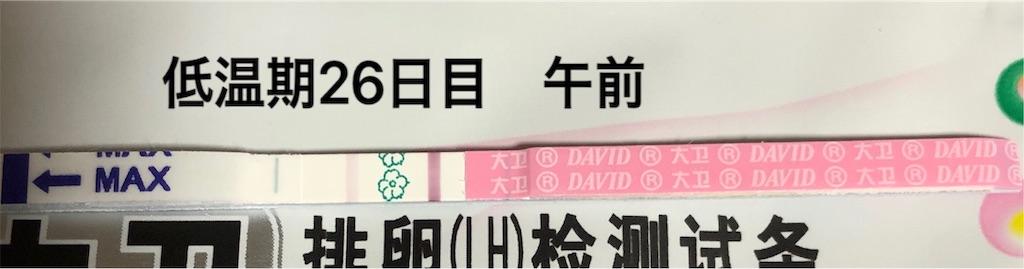 低温期26日目 午前
MAX
MAX
® DAVID ® 大卫 ® DAVID ® 大卫 ® DAVID ®
大卫 ® DAVID ® 大卫 ® DAVID ® 大卫 ® DAVID ®
大卫 排卵(LH)检测试条